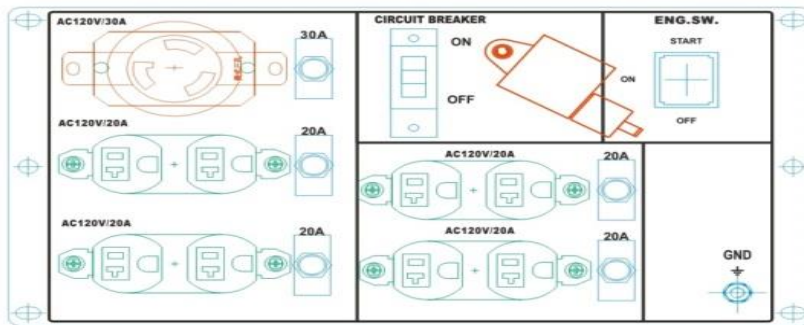 AC120V/30A
30A
CIRCUIT BREAKER
ON
OFF
ENG.SW.
START
ON
OFF
AC120V/20A
20A
AC120V/20A
20A
AC120V/20A
20A
AC120V/20A
20A
GND